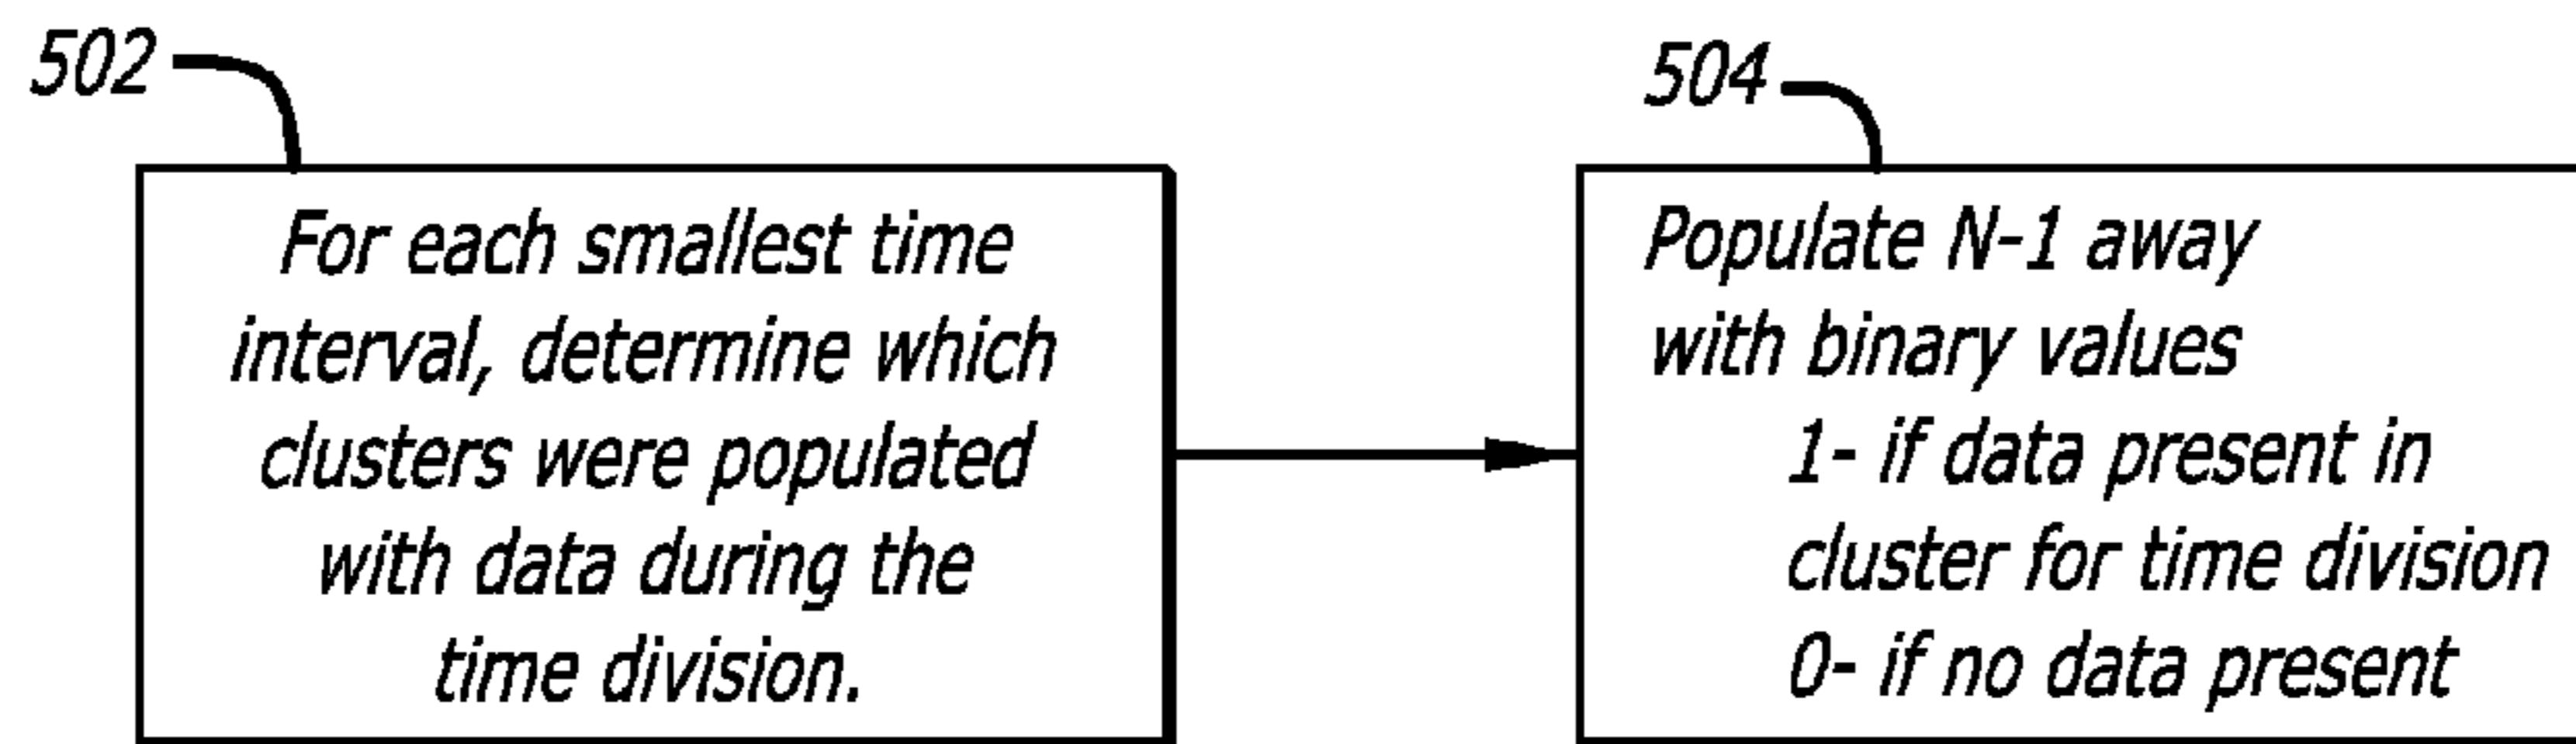 502
For each smallest time
interval, determine which
clusters were populated
with data during the
time division.
504
Populate N-1 away
with binary values
1- if data present in
cluster for time division
0- if no data present